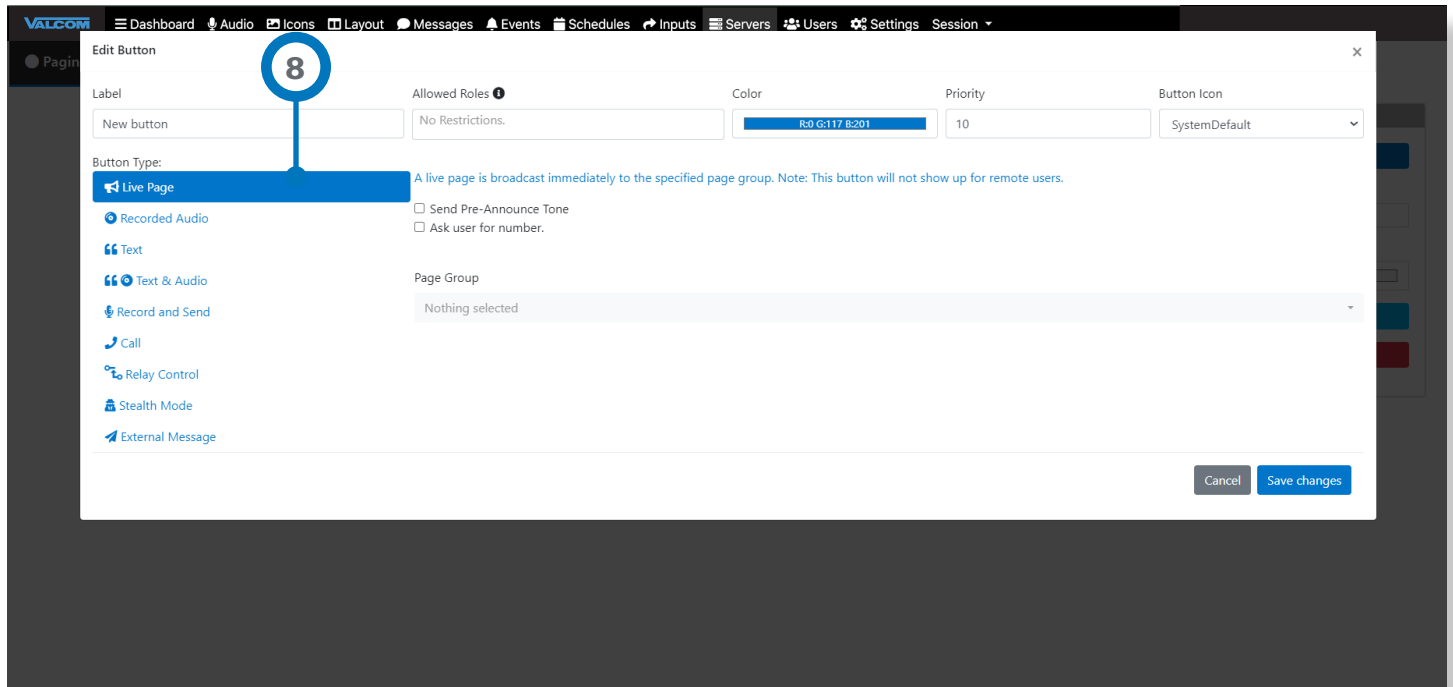 VALCOM Dashboard Audio Icons Layout Messages Events Schedules Inputs Servers Users Settings Session
Pagin
Edit Button ×
8
Label Allowed Roles Color Priority Button Icon
New button No Restrictions. R:0 G:117 B:201 10 SystemDefault
Button Type:
Live Page
A live page is broadcast immediately to the specified page group. Note: This button will not show up for remote users.
Recorded Audio
Send Pre-Announce Tone
Ask user for number.
Text
Text & Audio
Page Group
Record and Send
Nothing selected
Call
Relay Control
Stealth Mode
External Message
Cancel Save changes